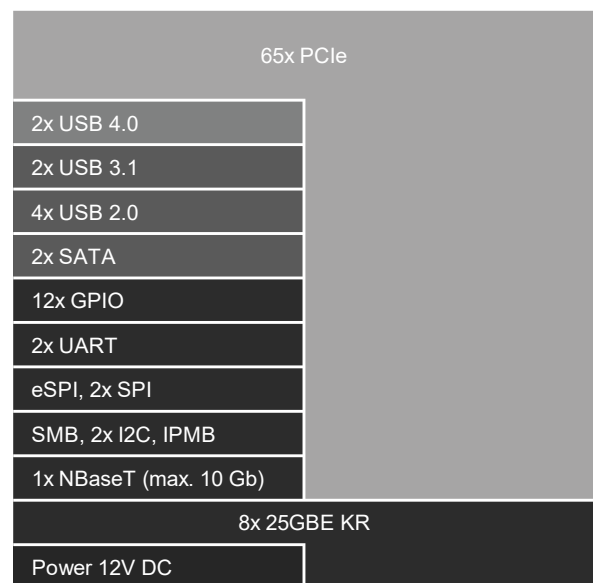 65x PCIe
2x USB 4.0
2x USB 3.1
4x USB 2.0
2x SATA
12x GPIO
2x UART
eSPI, 2x SPI
SMB, 2x I2C, IPMB
1x NBaseT (max. 10 Gb)
8x 25GBE KR
Power 12V DC